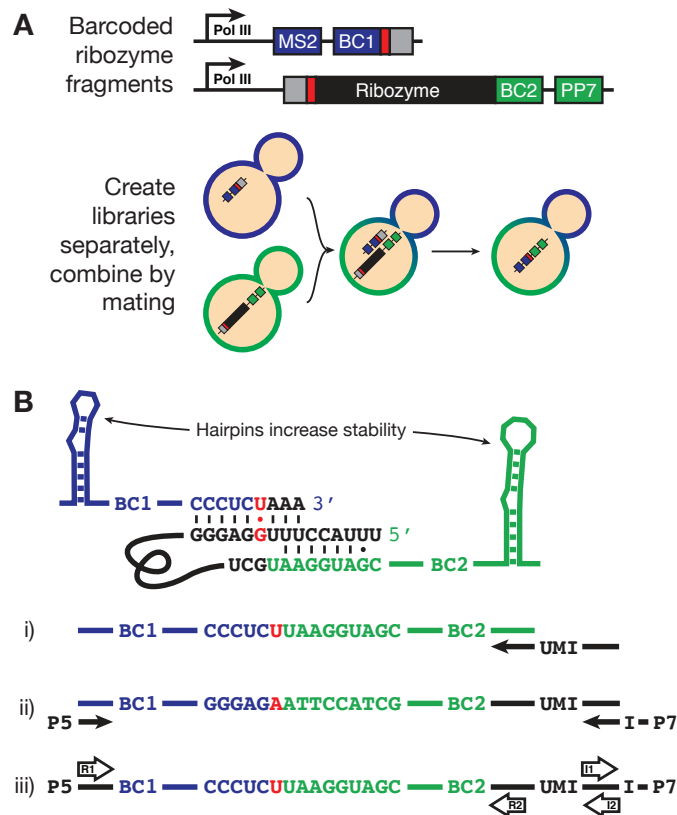 A
Barcoded
ribozyme
fragments
Pol III
MS2
BC1
Pol III
Ribozyme
BC2
PP7
Create
libraries
separately,
combine by
mating
B
Hairpins increase stability
BC1 CCCUCUAAA 3′
GGGAGGUUUCCAUUU 5′
UCGUAAGGUAGC BC2
i) BC1 CCCUCUUAAGGUAGC BC2
UMI
ii) BC1 GGGAGAATTCCATCG BC2 UMI
P5 I-P7
R1 I1
iii) P5 BC1 CCCUCUUAAGGUAGC BC2 UMI I-P7
R2 I2